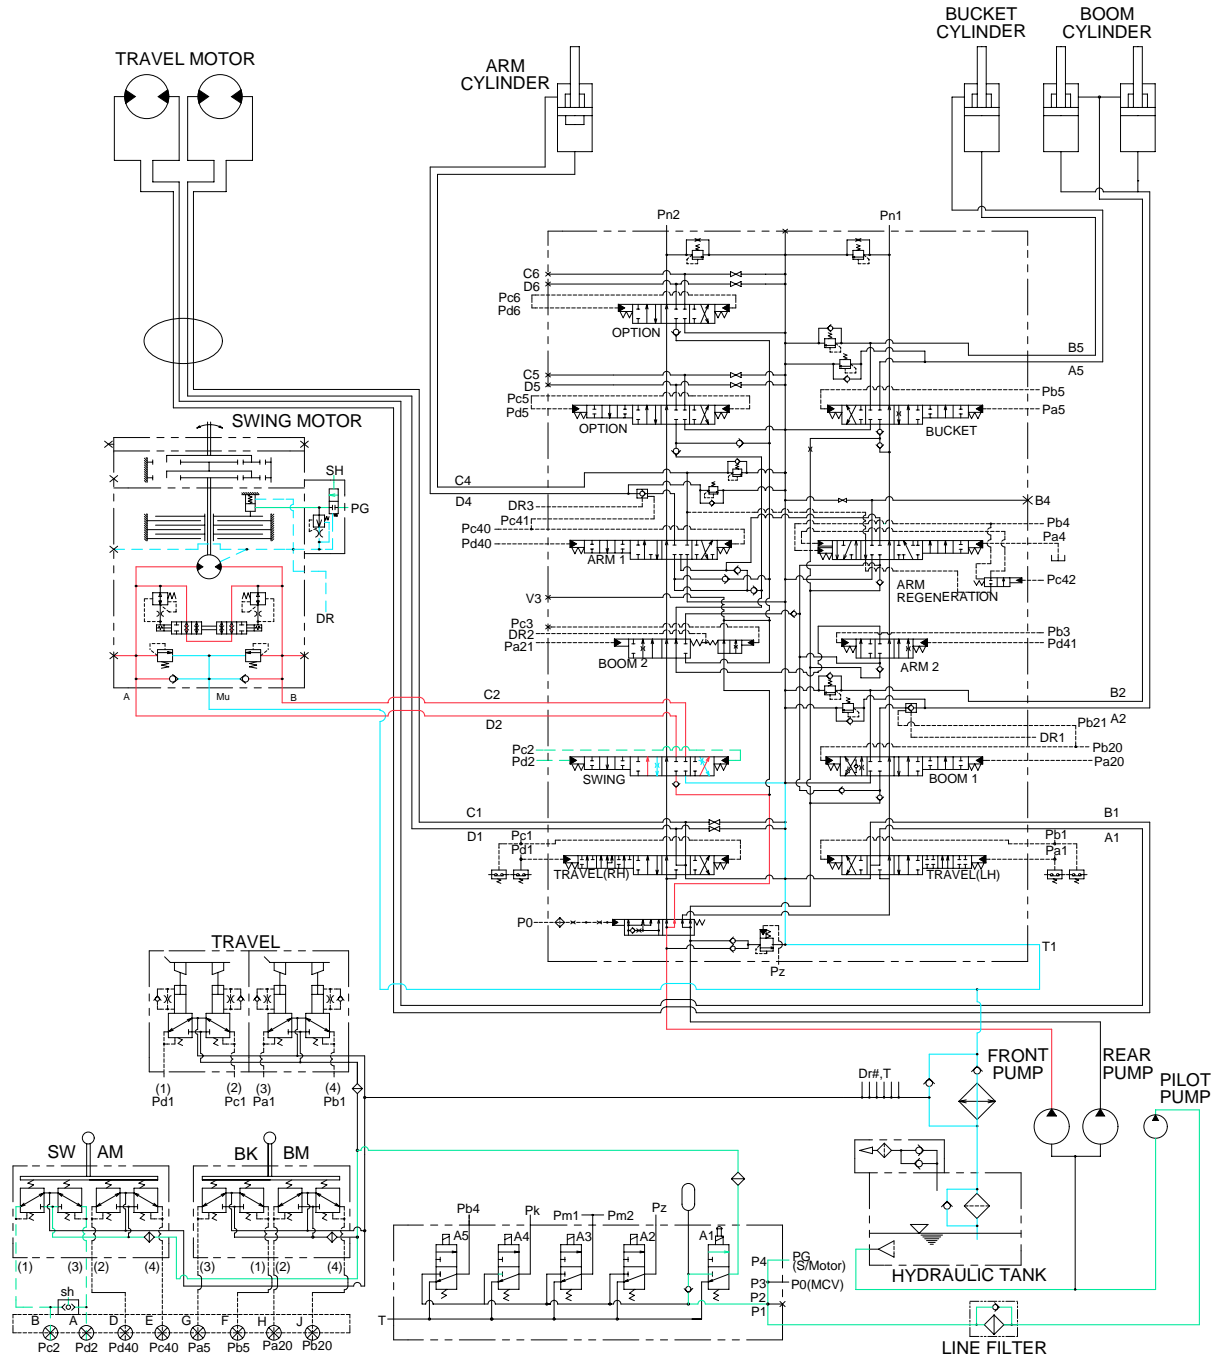 BUCKET CYLINDER
BOOM CYLINDER
ARM CYLINDER
TRAVEL MOTOR
Pn2
Pn1
C6
D6
Pc6
Pd6
OPTION
B5
A5
C5
D5
Pc5
Pd5
OPTION
Pb5
Pa5
BUCKET
SWING MOTOR
SH
PG
C4
D4
DR3
Pc41
Pc40
Pd40
ARM 1
B4
Pb4
Pa4
ARM
REGENERATION
Pc42
V3
Pc3
DR2
Pa21
BOOM 2
Pb3
Pd41
ARM 2
DR
A
Mu
B
C2
D2
B2
A2
Pb21
DR1
Pc2
Pd2
SWING
Pb20
Pa20
BOOM 1
C1
D1
Pc1
Pd1
TRAVEL(RH)
B1
A1
Pb1
Pa1
TRAVEL(LH)
P0
Pz
T1
TRAVEL
(1)
Pd1
(2)
Pc1
(3)
Pa1
(4)
Pb1
Dr#,T
FRONT PUMP
REAR PUMP
PILOT PUMP
SW
AM
BK
BM
(1)
(3)
(2)
(4)
(3)
(1)
(2)
(4)
sh
B
A
D
E
G
F
H
J
Pc2
Pd2
Pd40
Pc40
Pa5
Pb5
Pa20
Pb20
Pb4
Pk
Pm1
Pm2
Pz
A5
A4
A3
A2
A1
T
P4
P3
P2
P1
PG
(S/Motor)
P0(MCV)
HYDRAULIC TANK
LINE FILTER